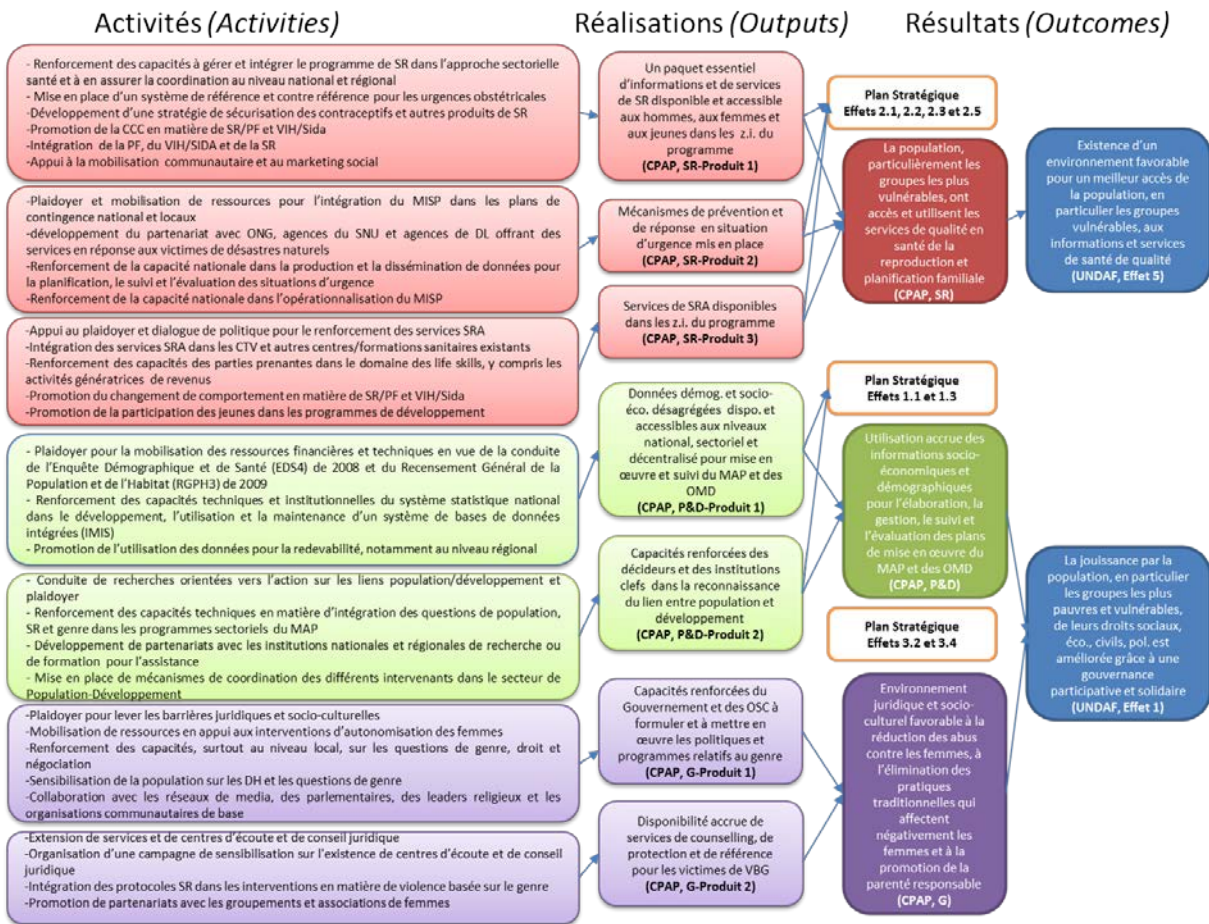 Activités (Activities)
- Renforcement des capacités à gérer et intégrer le programme de SR dans l'approche sectorielle
santé et à en assurer la coordination au niveau national et régional
- Mise en place d'un système de référence et contre référence pour les urgences obstétricales
-Développement d'une stratégie de sécurisation des contraceptifs et autres produits de SR
-Promotion de la CCC en matière de SR/PF et VIH/Sida
-Intégration de la PF, du VIH/SIDA et de la SR
- Appui à la mobilisation communautaire et au marketing social
-Plaidoyer et mobilisation de ressources pour l'intégration du MISP dans les plans de
contingence national et locaux
-développement du partenariat avec ONG, agences du SNU et agences de DL offrant des
services en réponse aux victimes de désastres naturels
-Renforcement de la capacité nationale dans la production et la dissémination de données pour
la planification, le suivi et l'évaluation des situations d'urgence
-Renforcement de la capacité nationale dans l'opérationnalisation du MISP
-Appui au plaidoyer et dialogue de politique pour le renforcement des services SRA
-Intégration des services SRA dans les CTV et autres centres/formations sanitaires existants
-Renforcement des capacités des parties prenantes dans le domaine des life skills, y compris les
activités génératrices de revenus
-Promotion du changement de comportement en matière de SR/PF et VIH/Sida
-Promotion de la participation des jeunes dans les programmes de développement
- Plaidoyer pour la mobilisation des ressources financières et techniques en vue de la conduite
de l'Enquête Démographique et de Santé (EDS4) de 2008 et du Recensement Général de la
Population et de l'Habitat (RGPH3) de 2009
- Renforcement des capacités techniques et institutionnelles du système statistique national
dans le développement, l'utilisation et la maintenance d'un système de bases de données
intégrées (IMIS)
- Promotion de l'utilisation des données pour la redevabilité, notamment au niveau régional
- Conduite de recherches orientées vers l'action sur les liens population/développement et
plaidoyer
- Renforcement des capacités techniques en matière d'intégration des questions de population,
SR et genre dans les programmes sectoriels du MAP
- Développement de partenariats avec les institutions nationales et régionales de recherche ou
de formation pour l'assistance
- Mise en place de mécanismes de coordination des différents intervenants dans le secteur de
Population-Développement
-Plaidoyer pour lever les barrières juridiques et socio-culturelles
-Mobilisation de ressources en appui aux interventions d'autonomisation des femmes
-Renforcement des capacités, surtout au niveau local, sur les questions de genre, droit et
négociation
-Sensibilisation de la population sur les DH et les questions de genre
-Collaboration avec les réseaux de media, des parlementaires, des leaders religieux et les
organisations communautaires de base
-Extension de services et de centres d'écoute et de conseil juridique
-Organisation d'une campagne de sensibilisation sur l'existence de centres d'écoute et de conseil
juridique
-Intégration des protocoles SR dans les interventions en matière de violence basée sur le genre
-Promotion de partenariats avec les groupements et associations de femmes
Réalisations (Outputs)
Un paquet essentiel
d'informations et de services
de SR disponible et accessible
aux hommes, aux femmes et
aux jeunes dans les z.i. du
programme
(CPAP, SR-Produit 1)
Mécanismes de prévention et
de réponse en situation
d'urgence mis en place
(CPAP, SR-Produit 2)
Services de SRA disponibles
dans les z.i. du programme
(CPAP, SR-Produit 3)
Données démog. et socio-
éco. désagrégées dispo. et
accessibles aux niveaux
national, sectoriel et
décentralisé pour mise en
œuvre et suivi du MAP et des
OMD
(CPAP, P&D-Produit 1)
Capacités renforcées des
décideurs et des institutions
clefs dans la reconnaissance
du lien entre population et
développement
(CPAP, P&D-Produit 2)
Capacités renforcées du
Gouvernement et des OSC à
formuler et à mettre en
œuvre les politiques et
programmes relatifs au genre
(CPAP, G-Produit 1)
Disponibilité accrue de
services de counselling, de
protection et de référence
pour les victimes de VBG
(CPAP, G-Produit 2)
Résultats (Outcomes)
Plan Stratégique
Effets 2.1, 2.2, 2.3 et 2.5
La population,
particulièrement les
groupes les plus
vulnérables, ont
accès et utilisent les
services de qualité en
santé de la
reproduction et
planification familiale
(CPAP, SR)
Plan Stratégique
Effets 1.1 et 1.3
Utilisation accrue des
informations socio-
économiques et
démographiques
pour l'élaboration, la
gestion, le suivi et
l'évaluation des plans
de mise en œuvre du
MAP et des OMD
(CPAP, P&D)
Plan Stratégique
Effets 3.2 et 3.4
Environnement
juridique et socio-
culturel favorable à la
réduction des abus
contre les femmes, à
l'élimination des
pratiques
traditionnelles qui
affectent
négativement les
femmes et à la
promotion de la
parenté responsable
(CPAP, G)
Existence d'un
environnement favorable
pour un meilleur accès de
la population, en
particulier les groupes
vulnérables, aux
informations et services
de santé de qualité
(UNDAF, Effet 5)
La jouissance par la
population, en particulier
les groupes les plus
pauvres et vulnérables,
de leurs droits sociaux,
éco., civils, pol. est
améliorée grâce à une
gouvernance
participative et solidaire
(UNDAF, Effet 1)